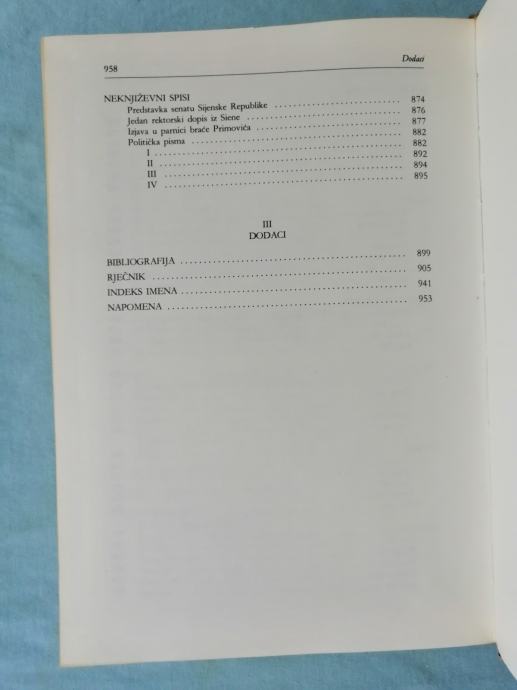 958 Dodaci
NEKNJIŽEVNI SPISI
Predstavka senatu Sijenske Republike 874
Jedan rektorski dopis iz Siene 876
Izjava u parnici braće Primovića 877
Politička pisma 882
I 882
II 892
III 894
IV 895
III
DODACI
BIBLIOGRAFIJA 899
RJEČNIK 905
INDEKS IMENA 941
NAPOMENA 953